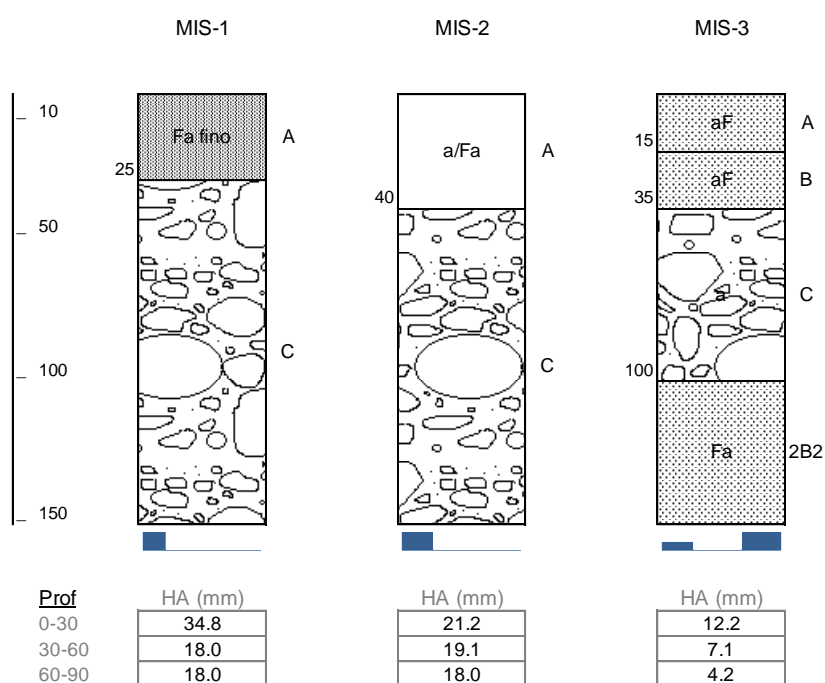 MIS-1 MIS-2 MIS-3
10
Fa fino A a/Fa A aF A
15
25
aF B
40 35
50
a C
C C
100 100
Fa 2B2
150
Prof HA (mm) HA (mm) HA (mm)
0-30 34.8 21.2 12.2
30-60 18.0 19.1 7.1
60-90 18.0 18.0 4.2